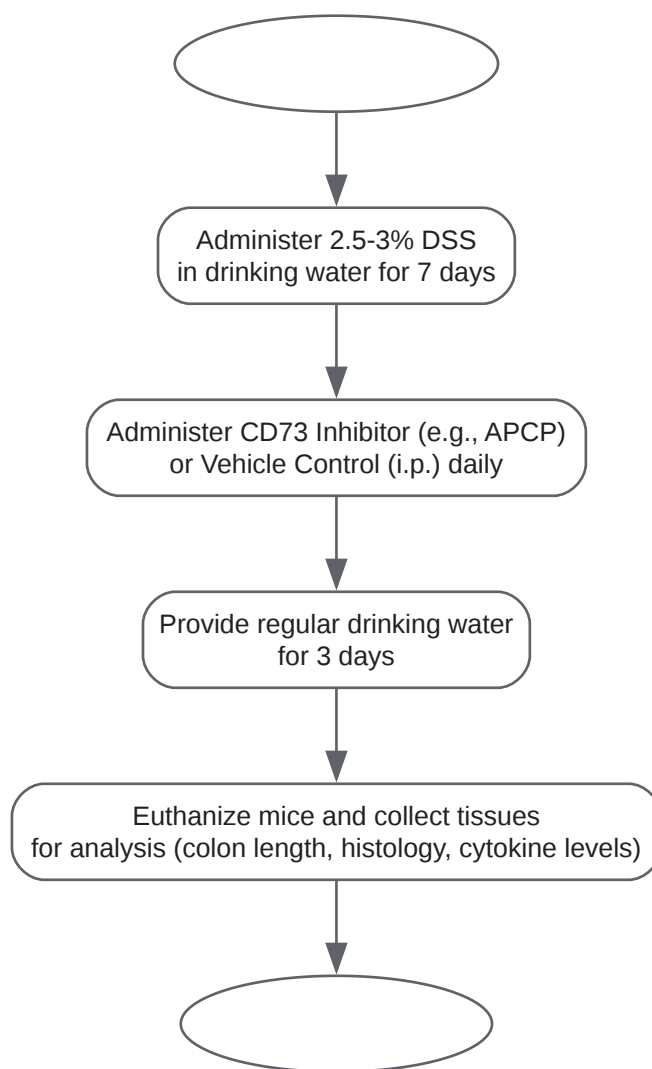 Administer 2.5-3% DSS
in drinking water for 7 days
Administer CD73 Inhibitor (e.g., APCP)
or Vehicle Control (i.p.) daily
Provide regular drinking water
for 3 days
Euthanize mice and collect tissues
for analysis (colon length, histology, cytokine levels)